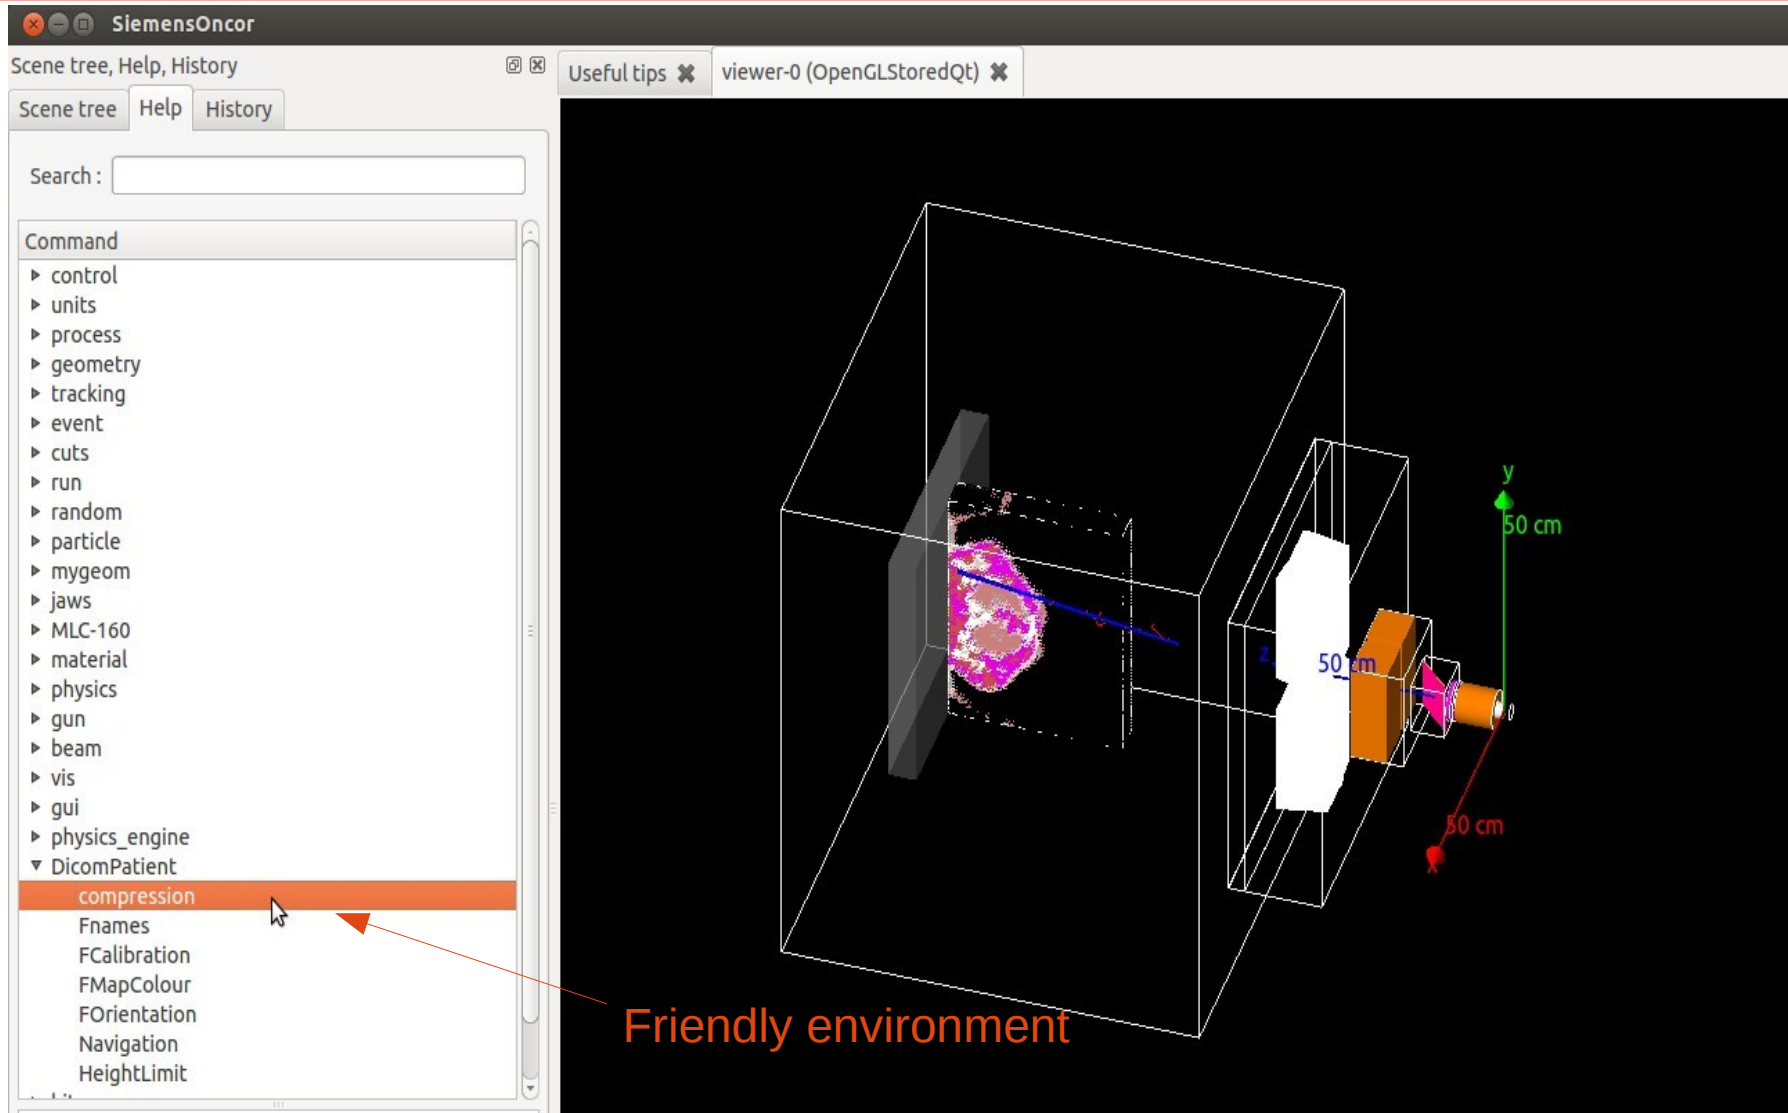 SiemensOncor
Scene tree, Help, History
Useful tips
viewer-0 (OpenGLStoredQt)
Scene tree
Help
History
Search :
Command
control
units
process
geometry
tracking
event
cuts
run
random
particle
mygeom
jaws
MLC-160
material
physics
gun
beam
vis
gui
physics_engine
DicomPatient
compression
Fnames
FCalibration
FMapColour
FOrientation
Navigation
HeightLimit
y
50 cm
z
50 cm
0
50 cm
x
Friendly environment